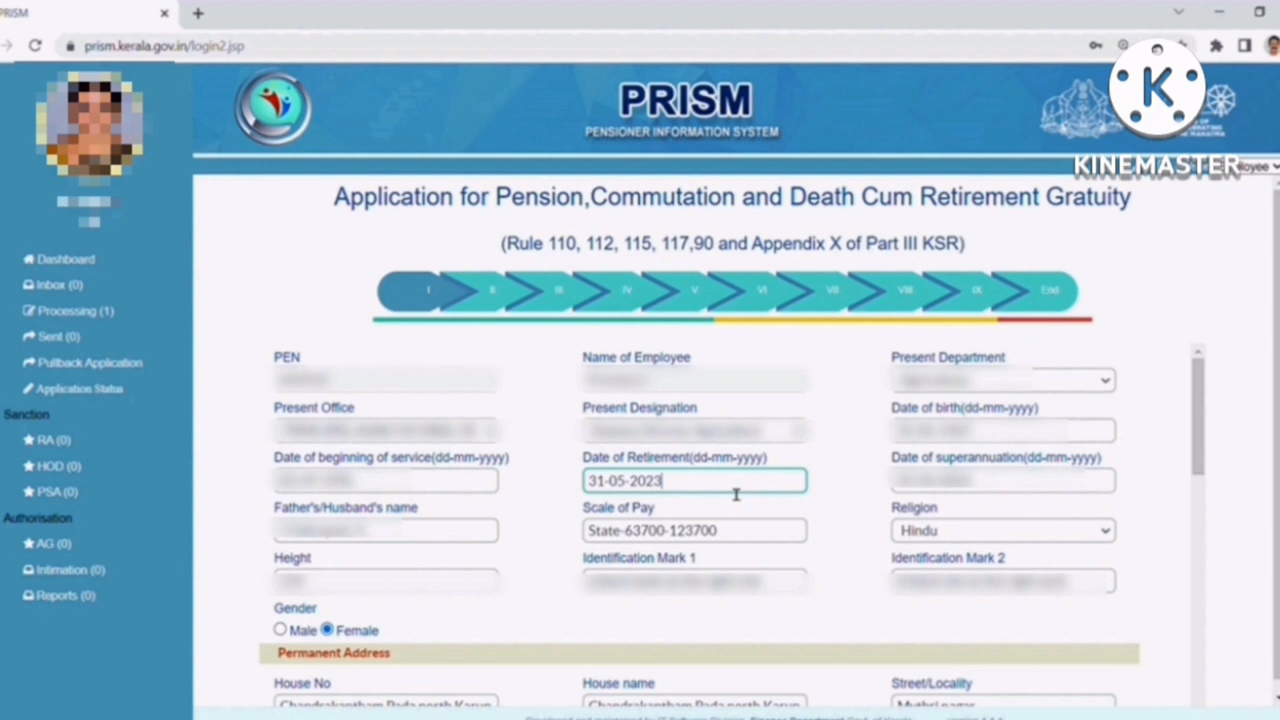 PRISM
prism.kerala.gov.in/login2.jsp
PRISM
PENSIONER INFORMATION SYSTEM
K
KINEMASTER
Application for Pension,Commutation and Death Cum Retirement Gratuity
(Rule 110, 112, 115, 117,90 and Appendix X of Part III KSR)
I II III IV V VI VII VIII IX End
Dashboard
Inbox (0)
Processing (1)
Sent (0)
Pullback Application
Application Status
Sanction
RA (0)
HOD (0)
PSA (0)
Authorisation
AG (0)
Intimation (0)
Reports (0)
PEN Name of Employee Present Department
Present Office Present Designation Date of birth(dd-mm-yyyy)
Date of beginning of service(dd-mm-yyyy) Date of Retirement(dd-mm-yyyy) Date of superannuation(dd-mm-yyyy)
31-05-2023
Father's/Husband's name Scale of Pay Religion
State-63700-123700 Hindu
Height Identification Mark 1 Identification Mark 2
Gender
Male Female
Permanent Address
House No House name Street/Locality